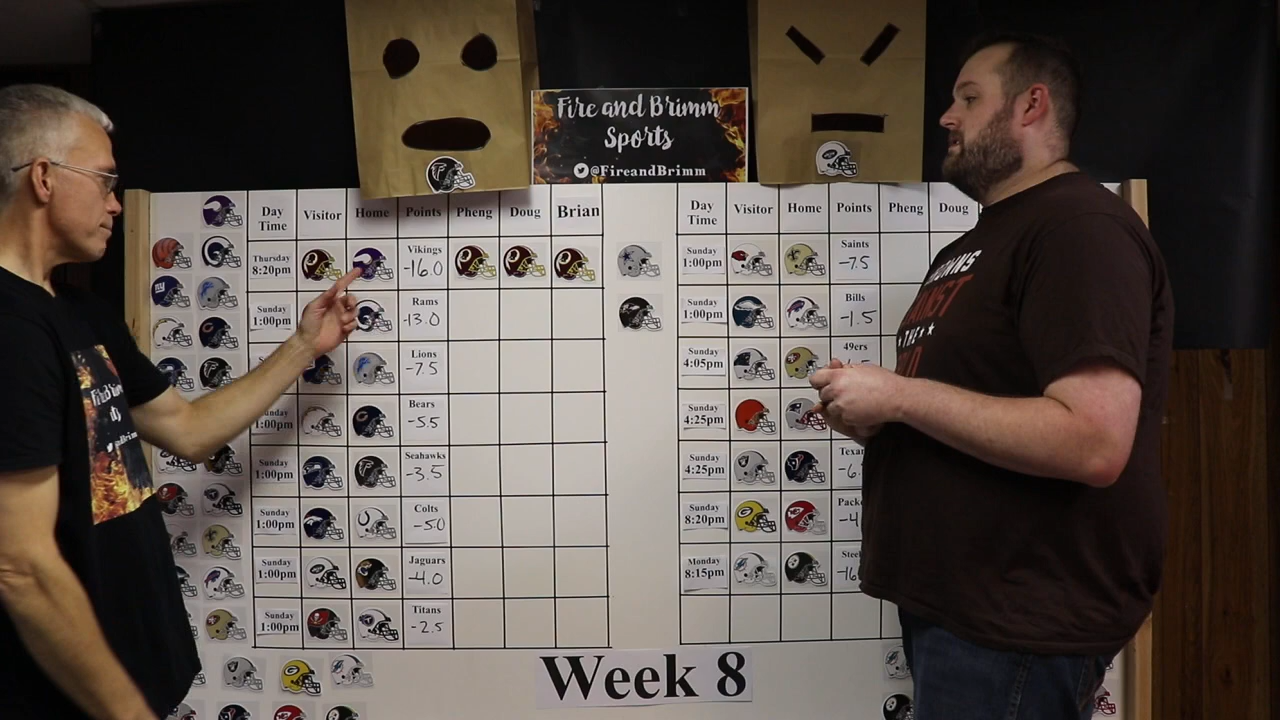 Fire and Brimm
Sports
@FireandBrimm
Day Time Visitor Home Points Pheng Doug Brian
Thursday 8:20pm Vikings -16.0
Sunday 1:00pm Rams -13.0
Lions -7.5
Sunday 1:00pm Bears -5.5
Sunday 1:00pm Seahawks -3.5
Sunday 1:00pm Colts -5.0
Sunday 1:00pm Jaguars -4.0
Sunday 1:00pm Titans -2.5
Day Time Visitor Home Points Pheng Doug
Sunday 1:00pm Saints -7.5
Sunday 1:00pm Bills -1.5
Sunday 4:05pm 49ers
Sunday 4:25pm
Sunday 4:25pm
Sunday 8:20pm
Monday 8:15pm
THE
Week 8